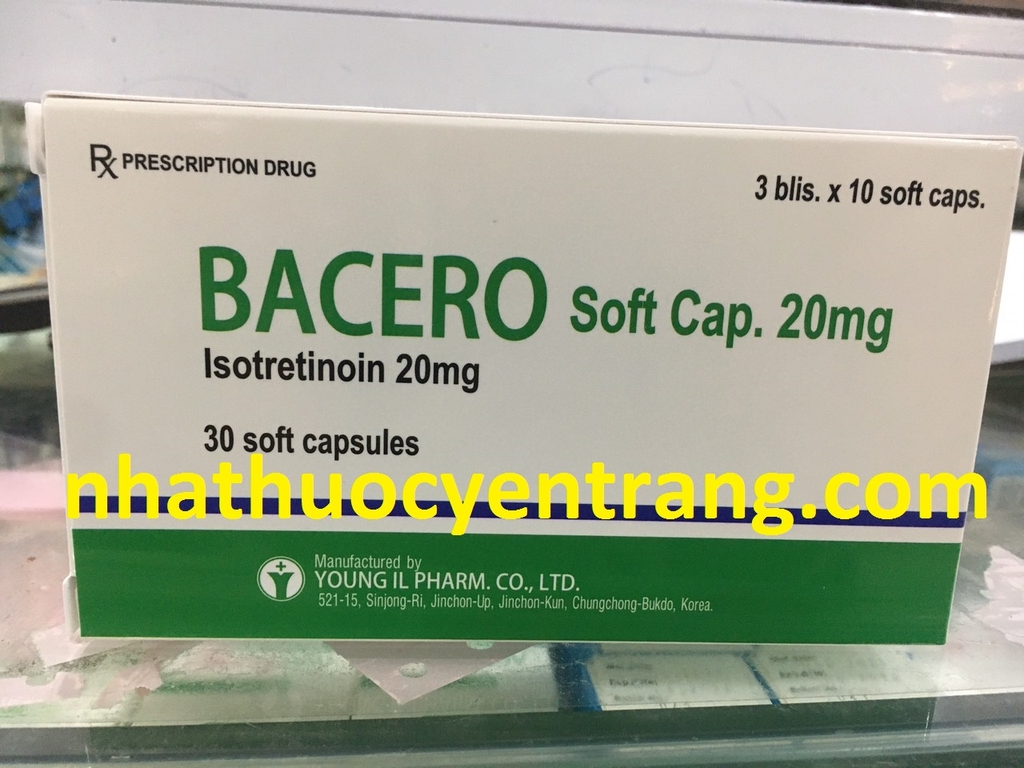 Rx PRESCRIPTION DRUG
3 blis. x 10 soft caps.
BACERO Soft Cap. 20mg
Isotretinoin 20mg
30 soft capsules
nhathuocyentrang.com
Manufactured by
YOUNG IL PHARM. CO., LTD.
521-15, Sinjong-Ri, Jinchon-Up, Jinchon-Kun, Chungchong-Bukdo, Korea.